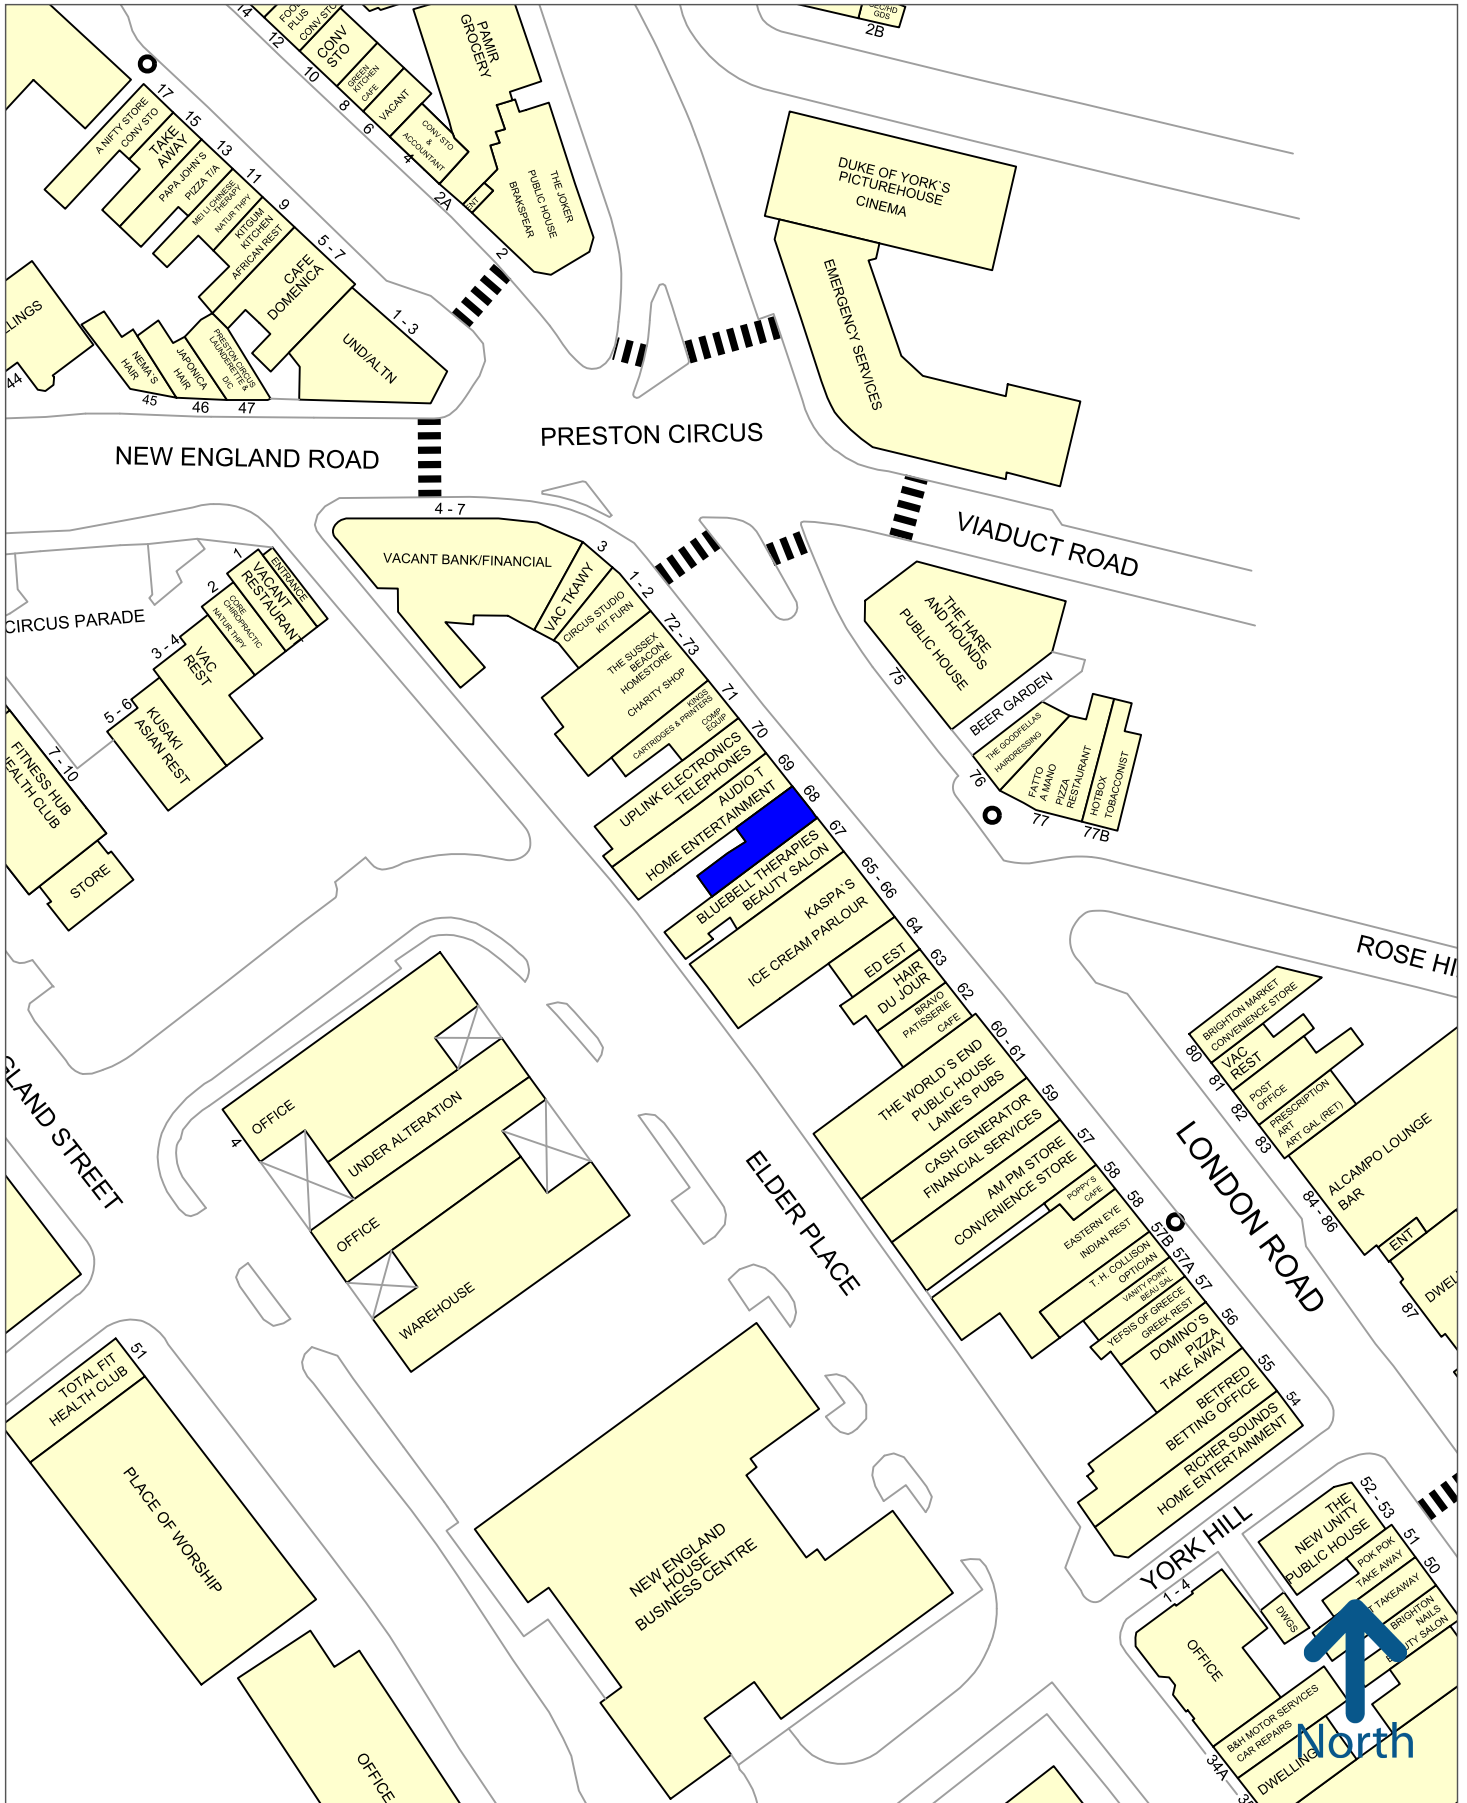 14
12
10
8
6
4
2A
2
PLUS
CONV STO
CONV
STO
GREEN
KITCHEN
CAFE
VACANT
CONV STO
&
ACCOUNTANT
PAMIR
GROCERY
THE JOKER
PUBLIC HOUSE
BRAKSPEAR
GDS
2B
17
15
13
11
9
5 - 7
1 - 3
A NIFTY STORE
CONV STO
TAKE
AWAY
PAPA JOHN'S
PIZZA T/A
MEI LI CHINESE
THERAPY
NATUR THPY
KITGUM
KITCHEN
AFRICAN REST
CAFE
DOMENICA
UND/ALTN
NEMA'S
HAIR
JAPONICA
HAIR
PRESTON CIRCUS
LAUNDERETTE &
D/C
45
46
47
44
LLINGS
DUKE OF YORK`S
PICTUREHOUSE
CINEMA
EMERGENCY SERVICES
NEW ENGLAND ROAD
PRESTON CIRCUS
VIADUCT ROAD
4 - 7
VACANT BANK/FINANCIAL
3
VAC TKAWY
1 - 2
CIRCUS STUDIO
KIT FURN
72 - 73
THE SUSSEX
BEACON
HOMESTORE
CHARITY SHOP
71
KINGS
CARTRIDGES & PRINTERS
COMP
EQUIP
70
UPLINK ELECTRONICS
TELEPHONES
69
AUDIO T
HOME ENTERTAINMENT
68
67
BLUEBELL THERAPIES
BEAUTY SALON
65 - 66
KASPA`S
ICE CREAM PARLOUR
64
ED EST
63
HAIR
DU JOUR
62
BRAVO
PATISSERIE
CAFE
60 - 61
THE WORLD`S END
PUBLIC HOUSE
LAINE'S PUBS
59
CASH GENERATOR
FINANCIAL SERVICES
57
AM PM STORE
CONVENIENCE STORE
58
POPPY'S
CAFE
58
EASTERN EYE
INDIAN REST
57B
T. H. COLLISON
OPTICIAN
57A
VANITY POINT
BEAU SAL
57
YEFSIS OF GREECE
GREEK REST
56
DOMINO`S
PIZZA
TAKE AWAY
55
BETFRED
BETTING OFFICE
54
RICHER SOUNDS
HOME ENTERTAINMENT
1
ENTRANCE
VACANT
RESTAURANT
2
CORE
CHIROPRACTIC
NATUR THPY
3 - 4
VAC
REST
5 - 6
KUSAKI
ASIAN REST
CIRCUS PARADE
7 - 10
FITNESS HUB
HEALTH CLUB
STORE
THE HARE
AND HOUNDS
PUBLIC HOUSE
75
BEER GARDEN
THE GOODFELLAS
HAIRDRESSING
76
FATTO
A MANO
PIZZA
RESTAURANT
77
HOTBOX
TOBACCONIST
77B
ROSE HI
BRIGHTON MARKET
CONVENIENCE STORE
80
VAC
REST
81
POST
OFFICE
82
PRESCRIPTION
ART
ART GAL (RET)
83
ALCAMPO LOUNGE
BAR
84 - 86
ENT
DWEL
87
LONDON ROAD
ELDER PLACE
GLAND STREET
OFFICE
4
UNDER ALTERATION
OFFICE
WAREHOUSE
51
TOTAL FIT
HEALTH CLUB
PLACE OF WORSHIP
OFFICE
NEW ENGLAND
HOUSE
BUSINESS CENTRE
YORK HILL
52 - 53
THE
NEW UNITY
PUBLIC HOUSE
51
POK POK
TAKE AWAY
50
TAKEAWAY
BRIGHTON
NAILS
UTY SALON
DWGS
1 - 4
OFFICE
B&H MOTOR SERVICES
CAR REPAIRS
34A
DWELLING
North